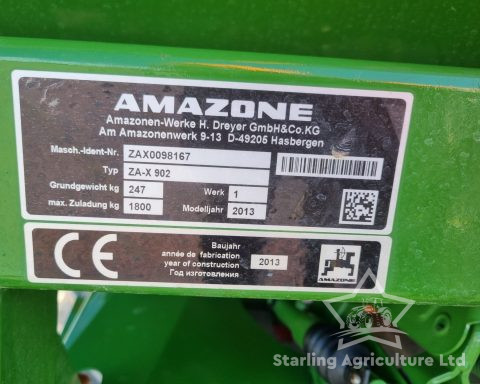 AMAZONE
Amazonen-Werke H. Dreyer GmbH&Co.KG
Am Amazonenwerk 9-13 D-49205 Hasbergen
Masch.-Ident-Nr. ZAX0098167
Typ ZA-X 902
Grundgewicht kg 247 Werk 1
max. Zuladung kg 1800 Modelljahr 2013
CE
Baujahr
année de fabrication
year of construction
Год изготовления
2013
AMAZONE
Starling Agriculture Ltd